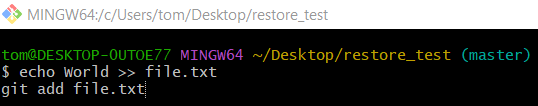 MINGW64:/c/Users/tom/Desktop/restore_test
tom@DESKTOP-OUTOE77 MINGW64 ~/Desktop/restore_test (master)
$ echo World >> file.txt
git add file.txt